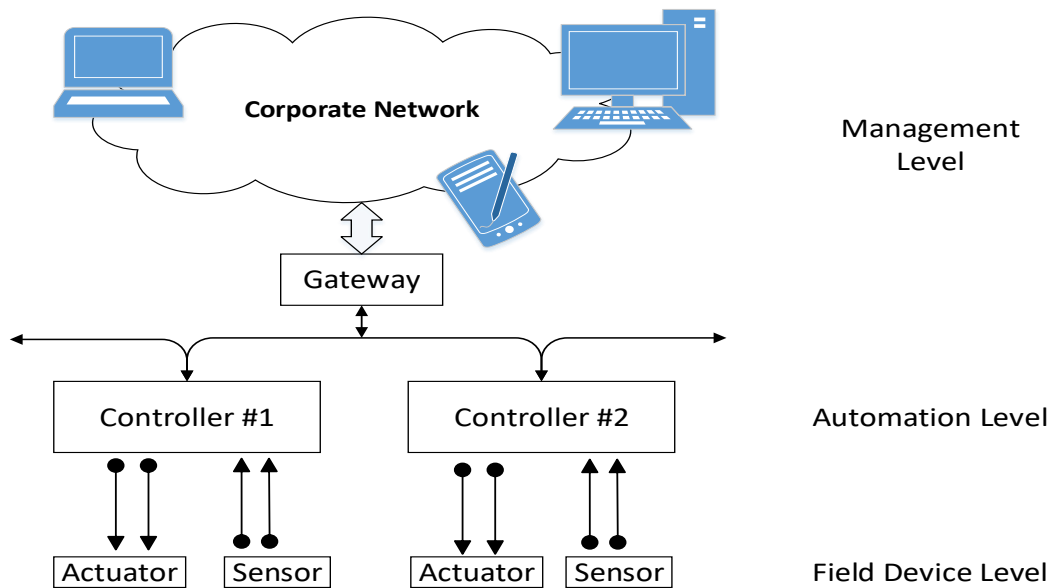 Corporate Network
Management
Level
Gateway
Controller #1
Controller #2
Automation Level
Actuator
Sensor
Actuator
Sensor
Field Device Level